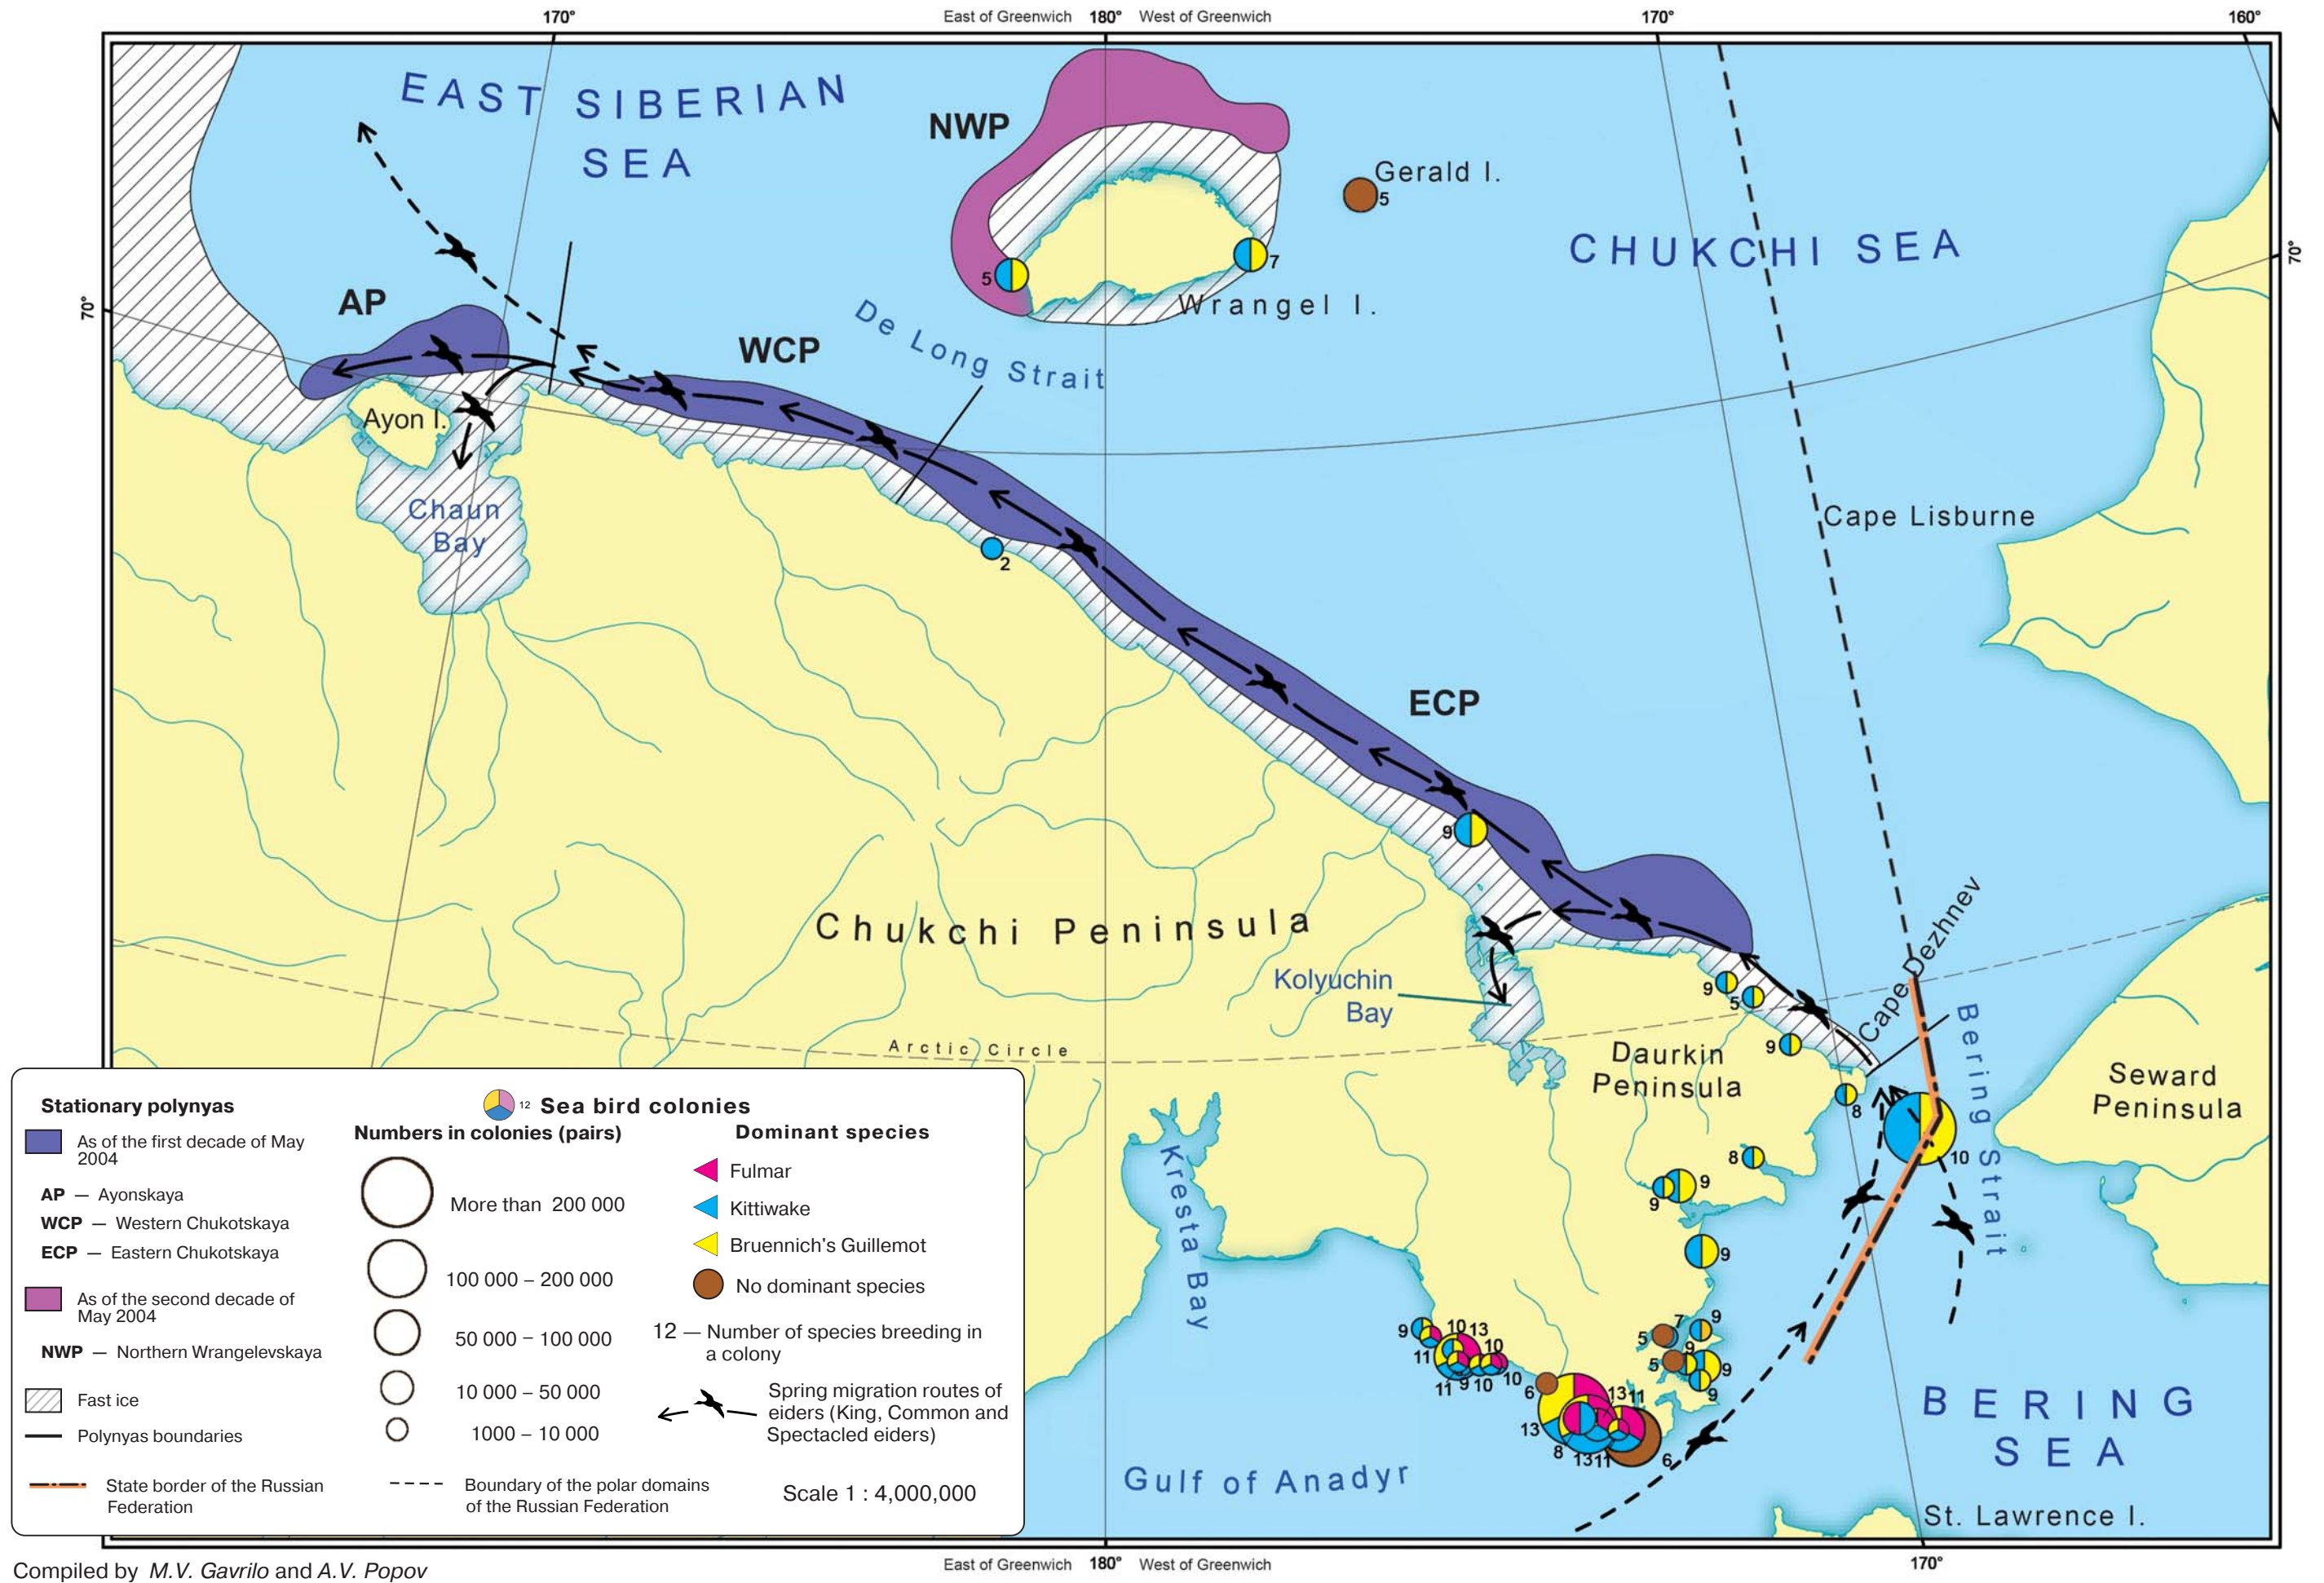 170°
East of Greenwich 180° West of Greenwich
170°
160°
EAST SIBERIAN
SEA
NWP
Gerald I.
5
CHUKCHI SEA
70°
70°
5
7
Wrangel I.
AP
De Long Strait
WCP
Ayon I.
Chaun
Bay
Cape Lisburne
2
ECP
9
Chukchi Peninsula
Kolyuchin
Bay
Cape Dezhnev
9
5
9
Arctic Circle
Daurkin
Peninsula
Bering Strait
Seward
Peninsula
8
10
8
9
9
Kresta Bay
9
9
10
13
10
11
11
9
10
10
7
9
5
9
5
9
9
6
13
11
13
8
13
11
6
BERING
SEA
Gulf of Anadyr
St. Lawrence I.
Stationary polynyas
As of the first decade of May
2004
AP — Ayonskaya
WCP — Western Chukotskaya
ECP — Eastern Chukotskaya
As of the second decade of
May 2004
NWP — Northern Wrangelevskaya
Fast ice
Polynyas boundaries
State border of the Russian
Federation
12 Sea bird colonies
Numbers in colonies (pairs)
More than 200 000
100 000 – 200 000
50 000 – 100 000
10 000 – 50 000
1000 – 10 000
Boundary of the polar domains
of the Russian Federation
Dominant species
Fulmar
Kittiwake
Bruennich's Guillemot
No dominant species
12 — Number of species breeding in
a colony
Spring migration routes of
eiders (King, Common and
Spectacled eiders)
Scale 1 : 4,000,000
East of Greenwich 180° West of Greenwich
170°
Compiled by M.V. Gavrilo and A.V. Popov